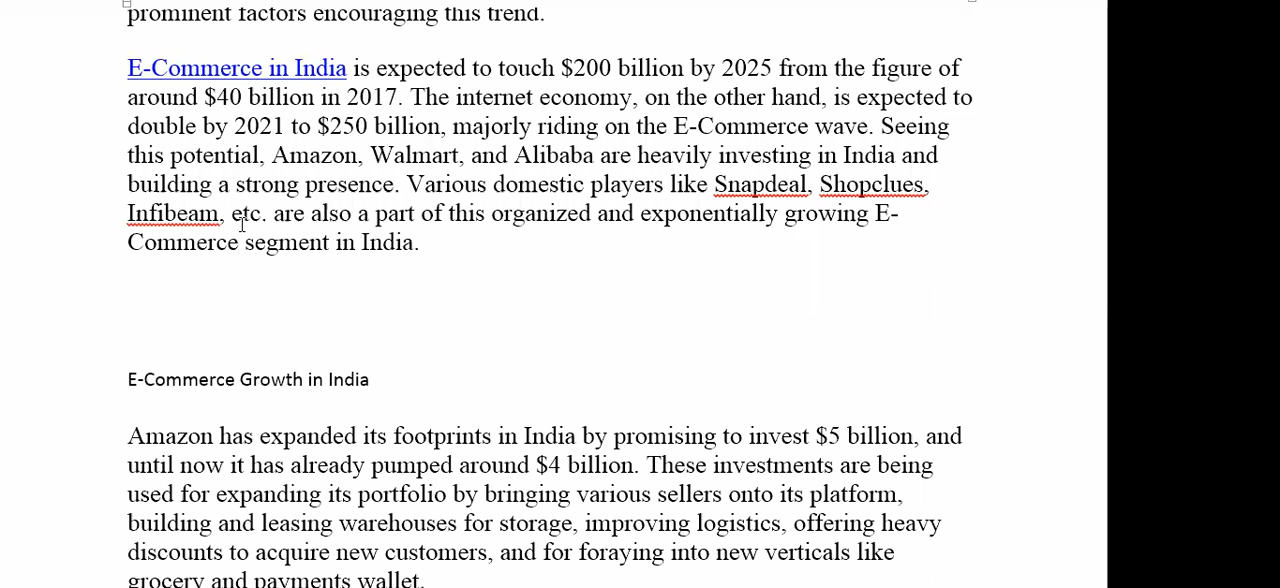 prominent factors encouraging this trend.
E-Commerce in India is expected to touch $200 billion by 2025 from the figure of
around $40 billion in 2017. The internet economy, on the other hand, is expected to
double by 2021 to $250 billion, majorly riding on the E-Commerce wave. Seeing
this potential, Amazon, Walmart, and Alibaba are heavily investing in India and
building a strong presence. Various domestic players like Snapdeal, Shopclues,
Infibeam, etc. are also a part of this organized and exponentially growing E-
Commerce segment in India.
E-Commerce Growth in India
Amazon has expanded its footprints in India by promising to invest $5 billion, and
until now it has already pumped around $4 billion. These investments are being
used for expanding its portfolio by bringing various sellers onto its platform,
building and leasing warehouses for storage, improving logistics, offering heavy
discounts to acquire new customers, and for foraying into new verticals like
grocery and payments wallet.